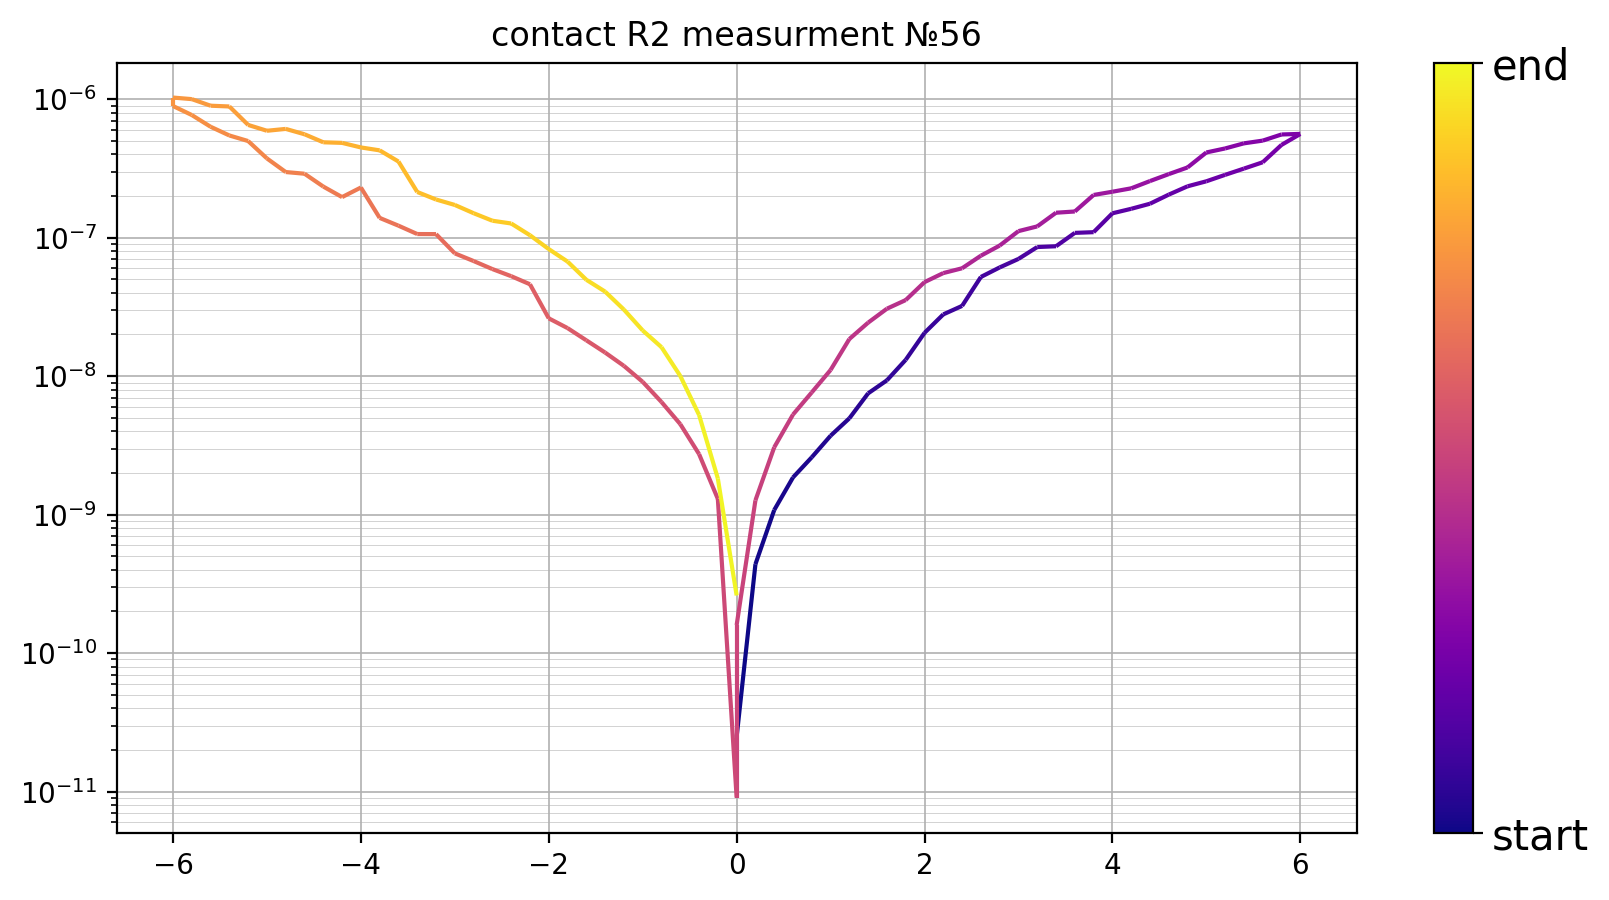 contact R2 measurment №56
10⁻⁶
10⁻⁷
10⁻⁸
10⁻⁹
10⁻¹⁰
10⁻¹¹
−6 −4 −2 0 2 4 6
end
start